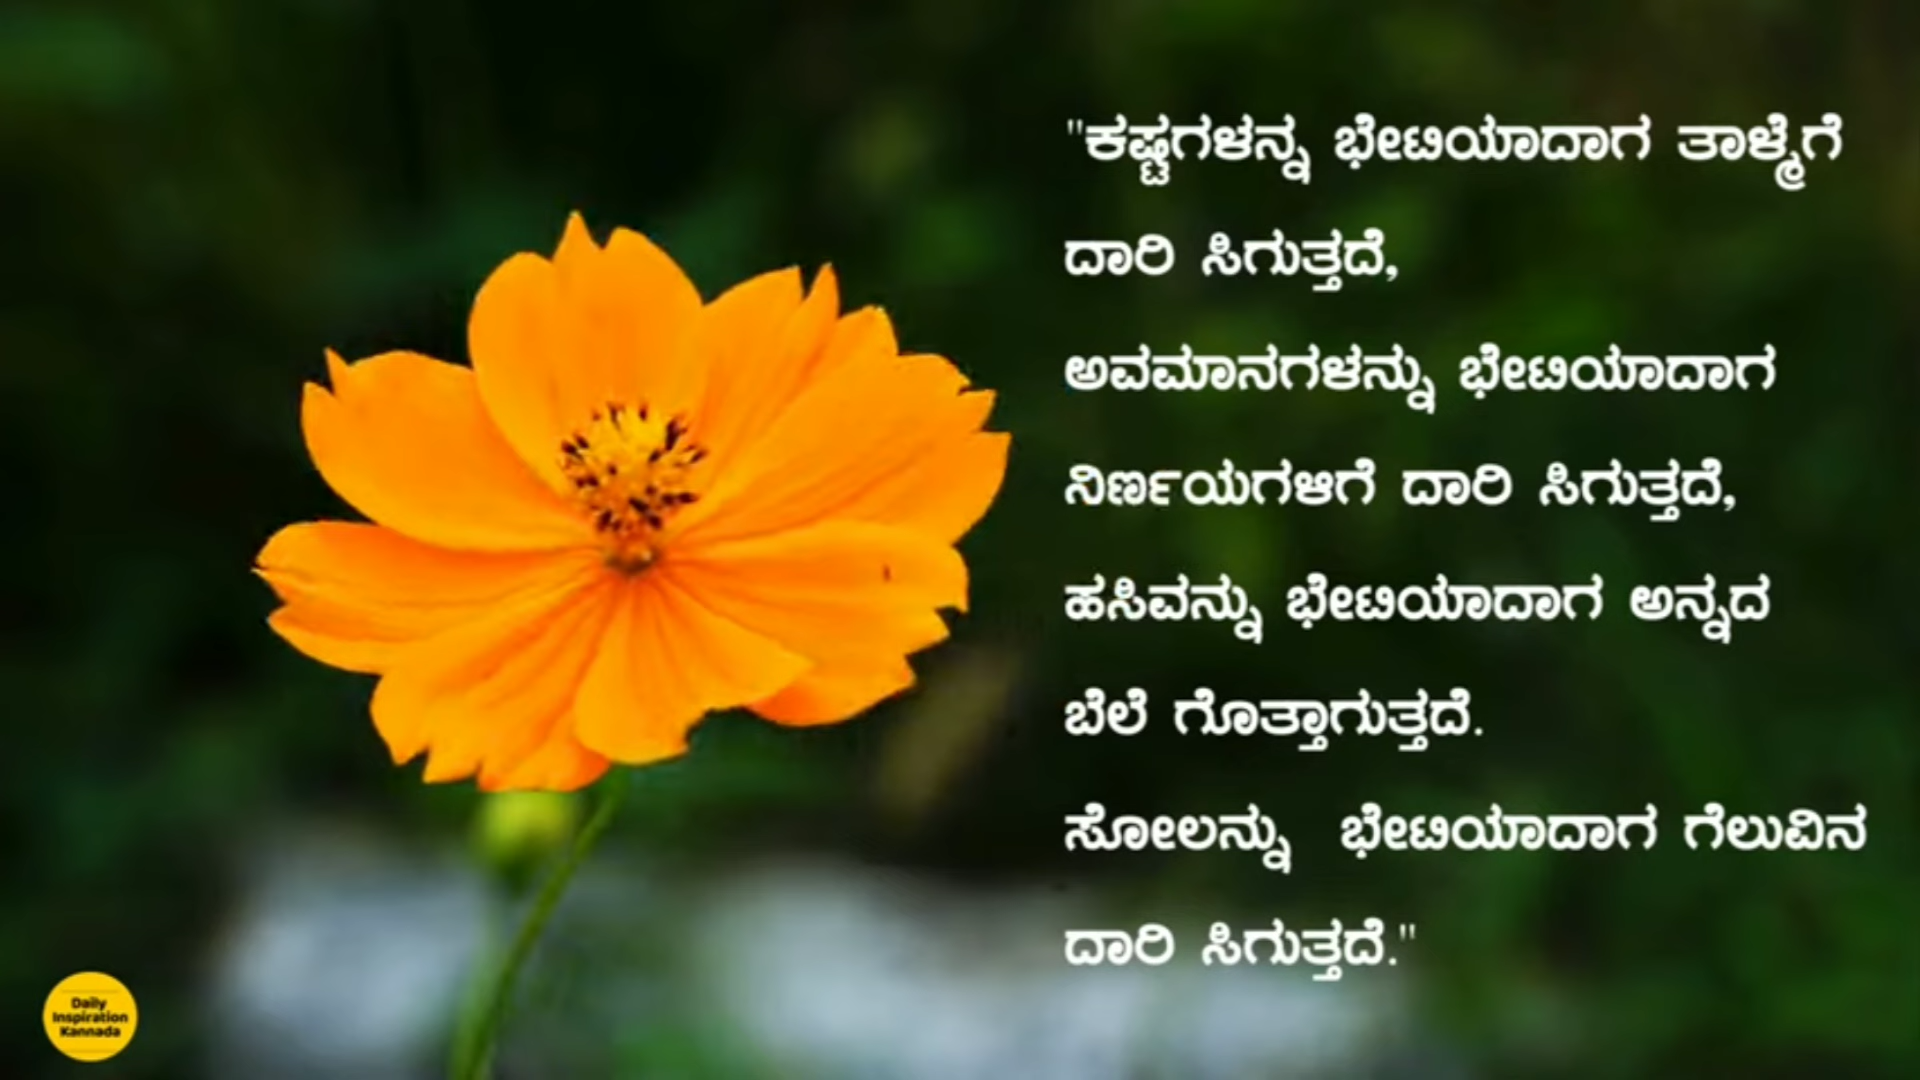 "ಕಷ್ಟಗಳನ್ನ ಭೇಟಿಯಾದಾಗ ತಾಳ್ಮೆಗೆ
ದಾರಿ ಸಿಗುತ್ತದೆ,
ಅವಮಾನಗಳನ್ನು ಭೇಟಿಯಾದಾಗ
ನಿರ್ಣಯಗಳಿಗೆ ದಾರಿ ಸಿಗುತ್ತದೆ,
ಹಸಿವನ್ನು ಭೇಟಿಯಾದಾಗ ಅನ್ನದ
ಬೆಲೆ ಗೊತ್ತಾಗುತ್ತದೆ.
ಸೋಲನ್ನು ಭೇಟಿಯಾದಾಗ ಗೆಲುವಿನ
ದಾರಿ ಸಿಗುತ್ತದೆ."
Daily
Inspiration
Kannada